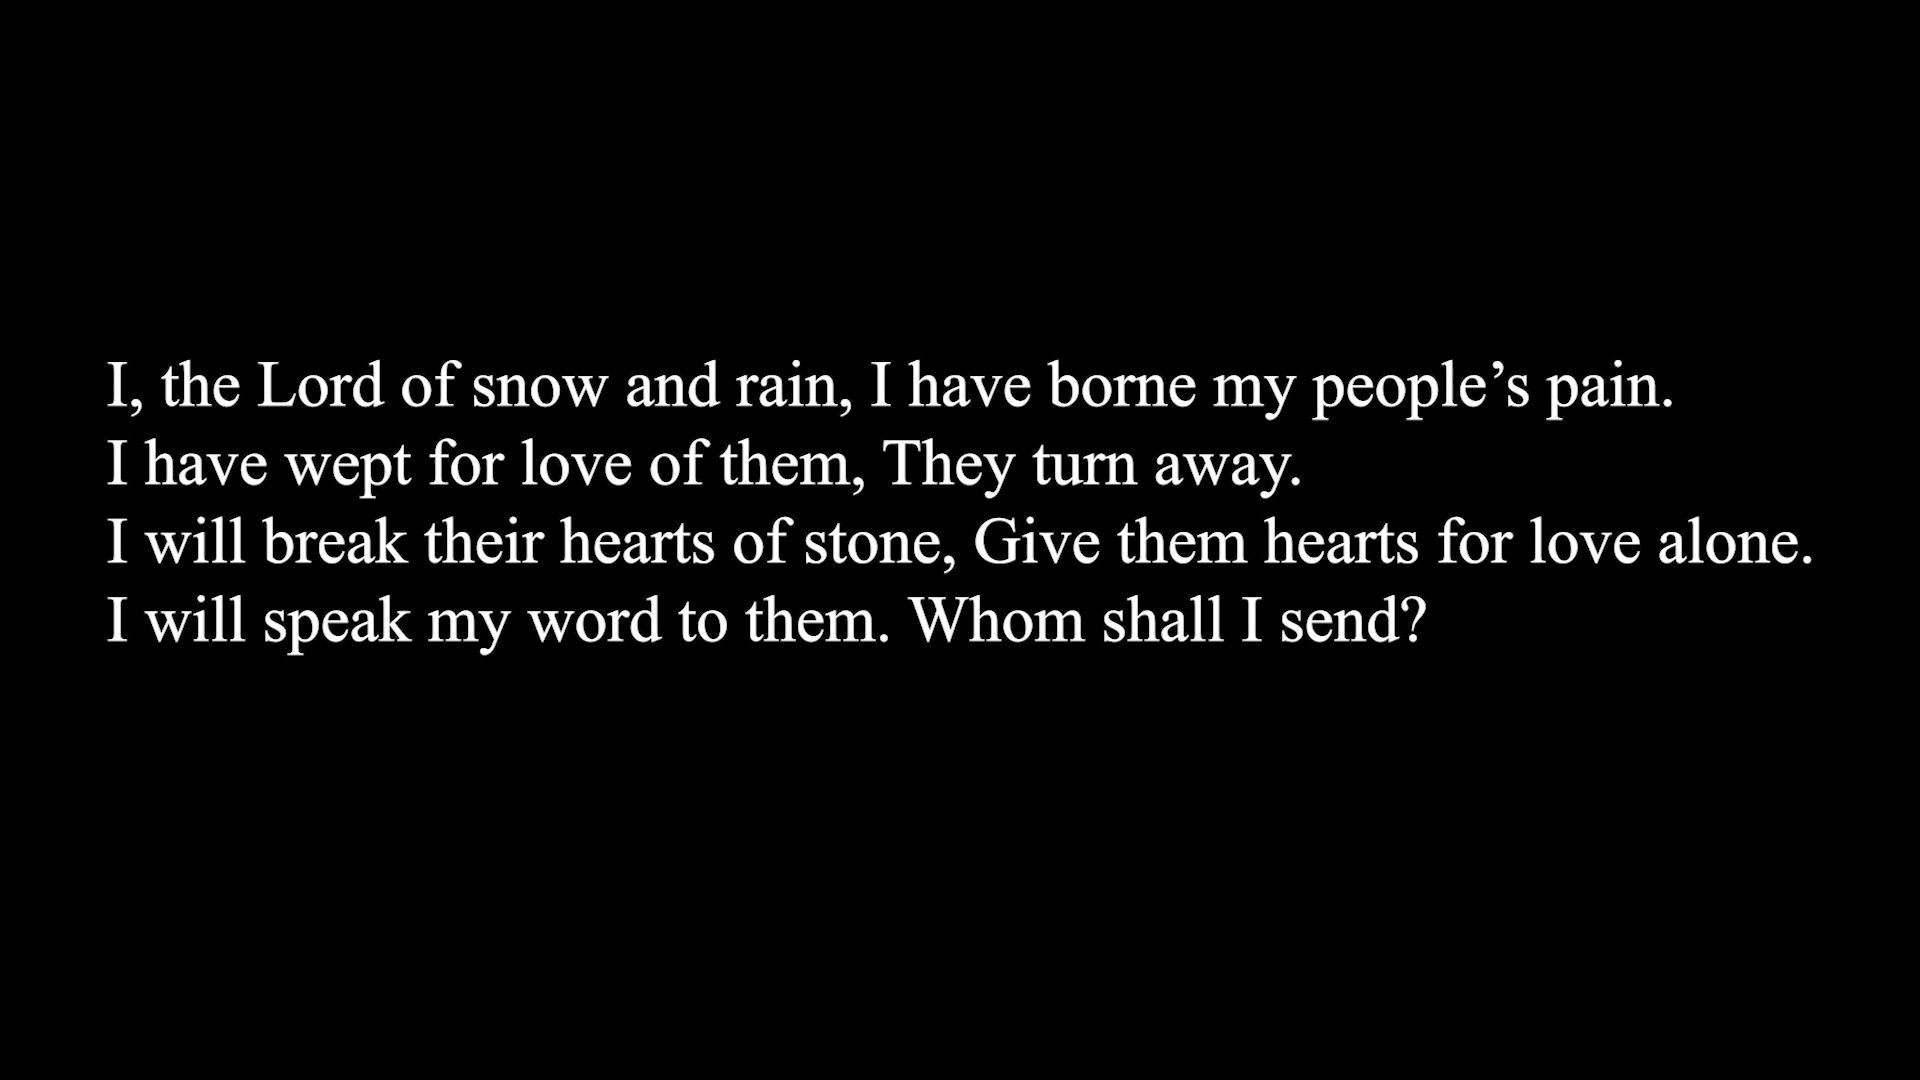 I, the Lord of snow and rain, I have borne my people’s pain.
I have wept for love of them, They turn away.
I will break their hearts of stone, Give them hearts for love alone.
I will speak my word to them. Whom shall I send?